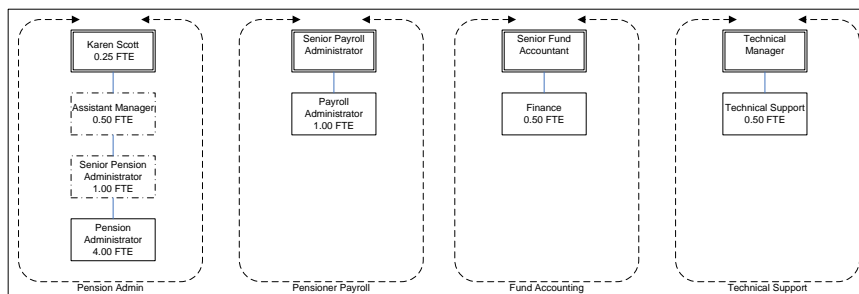 Karen Scott
0.25 FTE
Assistant Manager
0.50 FTE
Senior Pension
Administrator
1.00 FTE
Pension
Administrator
4.00 FTE
Pension Admin
Senior Payroll
Administrator
Payroll
Administrator
1.00 FTE
Pensioner Payroll
Senior Fund
Accountant
Finance
0.50 FTE
Fund Accounting
Technical
Manager
Technical Support
0.50 FTE
Technical Support